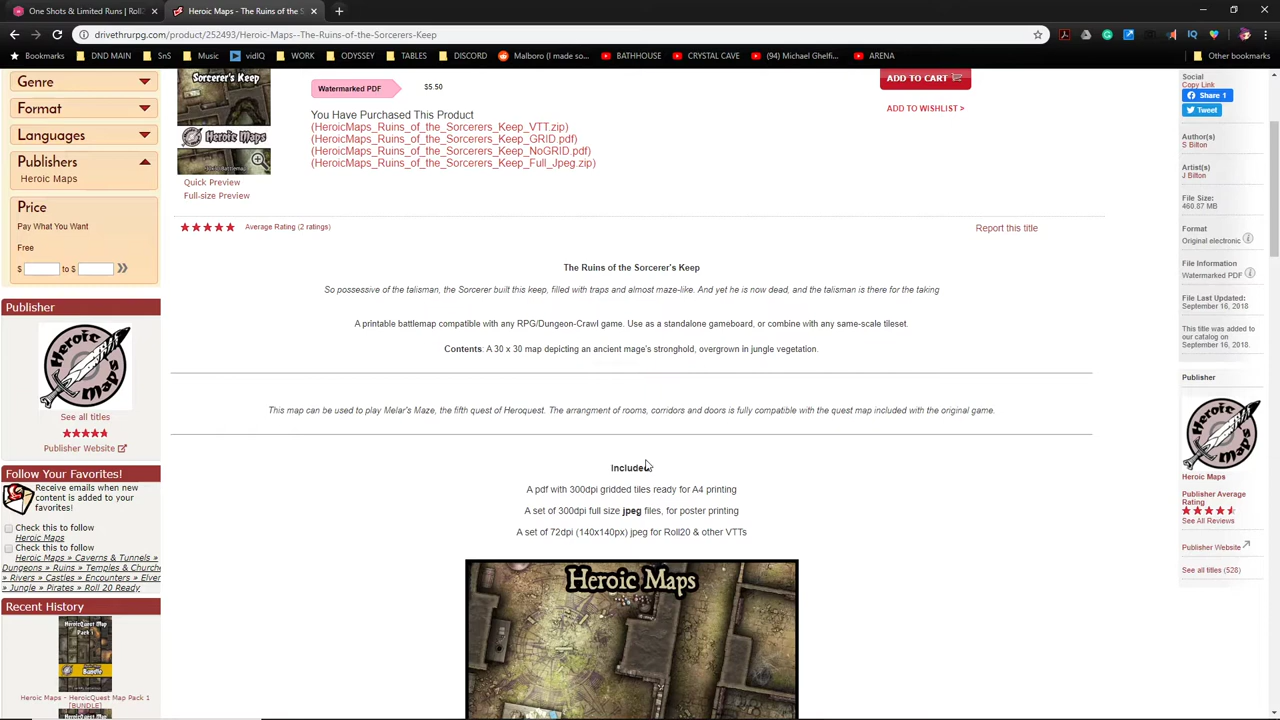 One Shots & Limited Runs | Roll20
Heroic Maps - The Ruins of the S
drivethrurpg.com/product/252493/Heroic-Maps--The-Ruins-of-the-Sorcerers-Keep
Bookmarks
DND MAIN
SnS
Music
vidIQ
WORK
ODYSSEY
TABLES
DISCORD
Malboro (I made so...
BATHHOUSE
CRYSTAL CAVE
(94) Michael Ghelfi...
ARENA
Other bookmarks
Genre
Format
Languages
Publishers
Heroic Maps
Price
Pay What You Want
Free
$ to $
Sorcerer's Keep
Heroic Maps
Quick Preview
Full-size Preview
Watermarked PDF
$5.50
You Have Purchased This Product
(HeroicMaps_Ruins_of_the_Sorcerers_Keep_VTT.zip)
(HeroicMaps_Ruins_of_the_Sorcerers_Keep_GRID.pdf)
(HeroicMaps_Ruins_of_the_Sorcerers_Keep_NoGRID.pdf)
(HeroicMaps_Ruins_of_the_Sorcerers_Keep_Full_Jpeg.zip)
ADD TO CART
ADD TO WISHLIST >
Average Rating (2 ratings)
Report this title
The Ruins of the Sorcerer's Keep
So possessive of the talisman, the Sorcerer built this keep, filled with traps and almost maze-like. And yet he is now dead, and the talisman is there for the taking
A printable battlemap compatible with any RPG/Dungeon-Crawl game. Use as a standalone gameboard, or combine with any same-scale tileset.
Contents: A 30 x 30 map depicting an ancient mage's stronghold, overgrown in jungle vegetation.
This map can be used to play Melar's Maze, the fifth quest of Heroquest. The arrangment of rooms, corridors and doors is fully compatible with the quest map included with the original game.
Included
A pdf with 300dpi gridded tiles ready for A4 printing
A set of 300dpi full size jpeg files, for poster printing
A set of 72dpi (140x140px) jpeg for Roll20 & other VTTs
Heroic Maps
Publisher
Heroic Maps
See all titles
Publisher Website
Follow Your Favorites!
Receive emails when
new content is added to your
favorites!
Check this to follow
Heroic Maps
Check this to follow
Heroic Maps » Caverns & Tunnels »
Dungeons » Ruins » Temples & Churche
» Rivers » Castles » Encounters » Elver
» Jungle » Pirates » Roll 20 Ready
Recent History
HeroicQuest Map
Pack 1
Bundle
Heroic Maps - HeroicQuest Map Pack 1
[BUNDLE]
Social
Copy Link
Share 1
Tweet
Author(s)
S Bilton
Artist(s)
J Bilton
File Size:
460.87 MB
Format
Original electronic
File Information
Watermarked PDF
File Last Updated:
September 16, 2018
This title was added to
our catalog on
September 16, 2018.
Publisher
Heroic Maps
Heroic Maps
Publisher Average
Rating
See All Reviews
Publisher Website
See all titles (528)